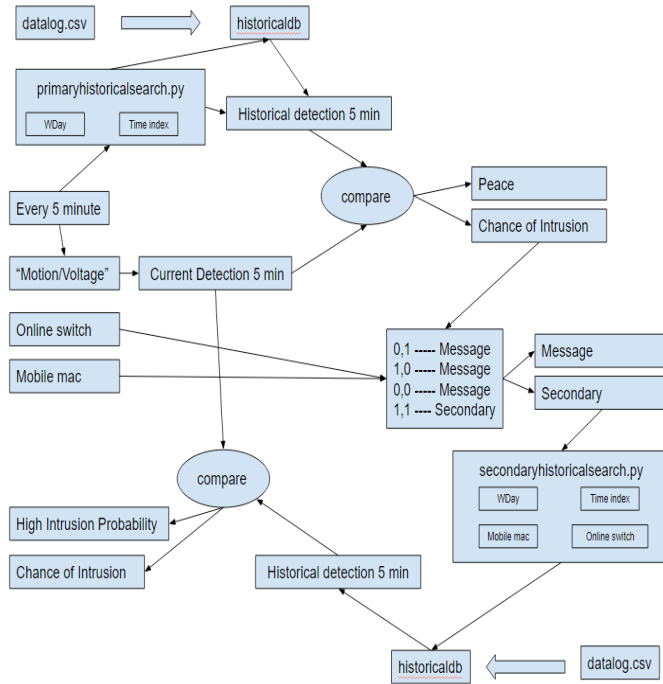 datalog.csv
historicaldb
primaryhistoricalsearch.py
WDay
Time index
Historical detection 5 min
compare
Peace
Chance of Intrusion
Every 5 minute
“Motion/Voltage”
Current Detection 5 min
Online switch
Mobile mac
0,1 ----- Message
1,0 ----- Message
0,0 ----- Message
1,1 ---- Secondary
Message
Secondary
secondaryhistoricalsearch.py
WDay
Time index
Mobile mac
Online switch
compare
High Intrusion Probability
Chance of Intrusion
Historical detection 5 min
historicaldb
datalog.csv